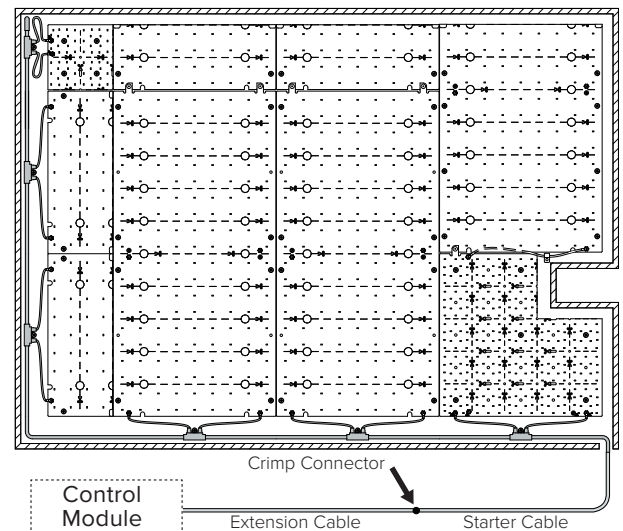 Crimp Connector
Control
Module
Extension Cable
Starter Cable